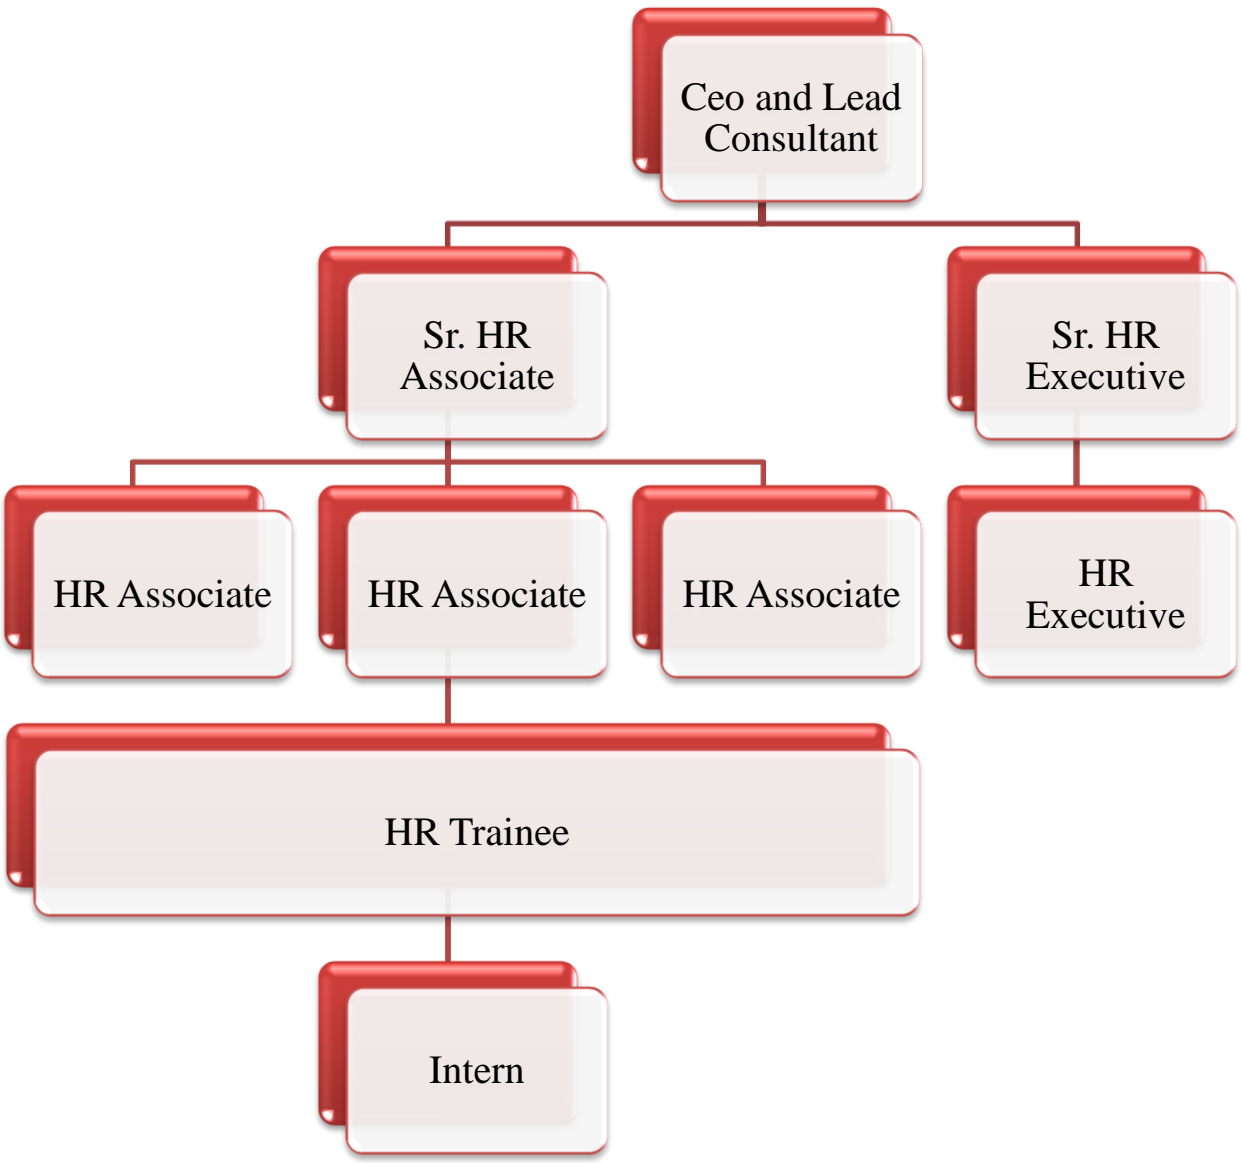 Ceo and Lead
Consultant
Sr. HR
Associate
Sr. HR
Executive
HR Associate
HR Associate
HR Associate
HR
Executive
HR Trainee
Intern